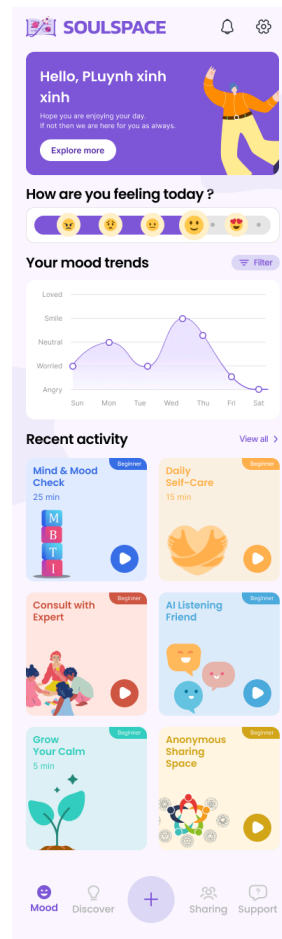 SOULSPACE
Hello, PLuynh xinh
xinh
Hope you are enjoying your day.
If not then we are here for you as always.
Explore more
How are you feeling today ?
Your mood trends
Filter
Loved
Smile
Neutral
Worried
Angry
Sun Mon Tue Wed Thu Fri Sat
Recent activity
View all
Beginner
Mind & Mood
Check
25 min
M
B
T
I
Beginner
Daily
Self-Care
15 min
Beginner
Consult with
Expert
Beginner
AI Listening
Friend
Beginner
Grow
Your Calm
5 min
Beginner
Anonymous
Sharing
Space
Mood
Discover
Sharing
Support